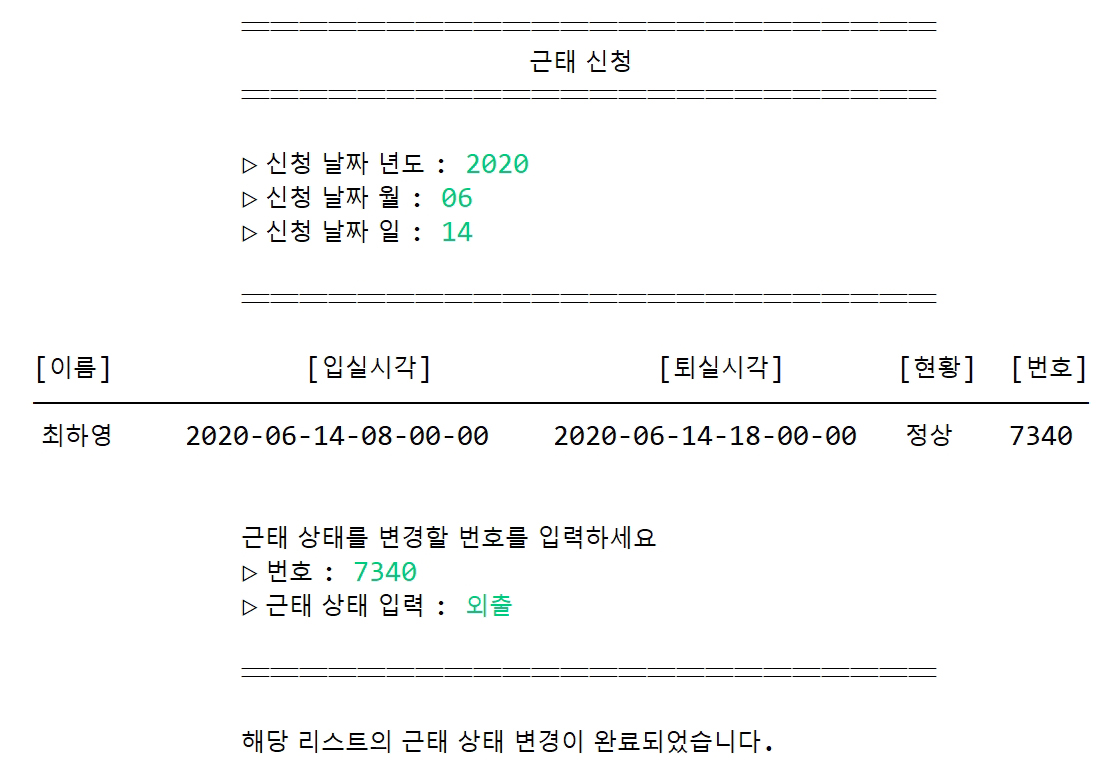 ════════════════════════
근태 신청
════════════════════════
▷ 신청 날짜 년도 : 2020
▷ 신청 날짜 월 : 06
▷ 신청 날짜 일 : 14
════════════════════════
[이름] [입실시각] [퇴실시각] [현황] [번호]
최하영 2020-06-14-08-00-00 2020-06-14-18-00-00 정상 7340
근태 상태를 변경할 번호를 입력하세요
▷ 번호 : 7340
▷ 근태 상태 입력 : 외출
════════════════════════
해당 리스트의 근태 상태 변경이 완료되었습니다.